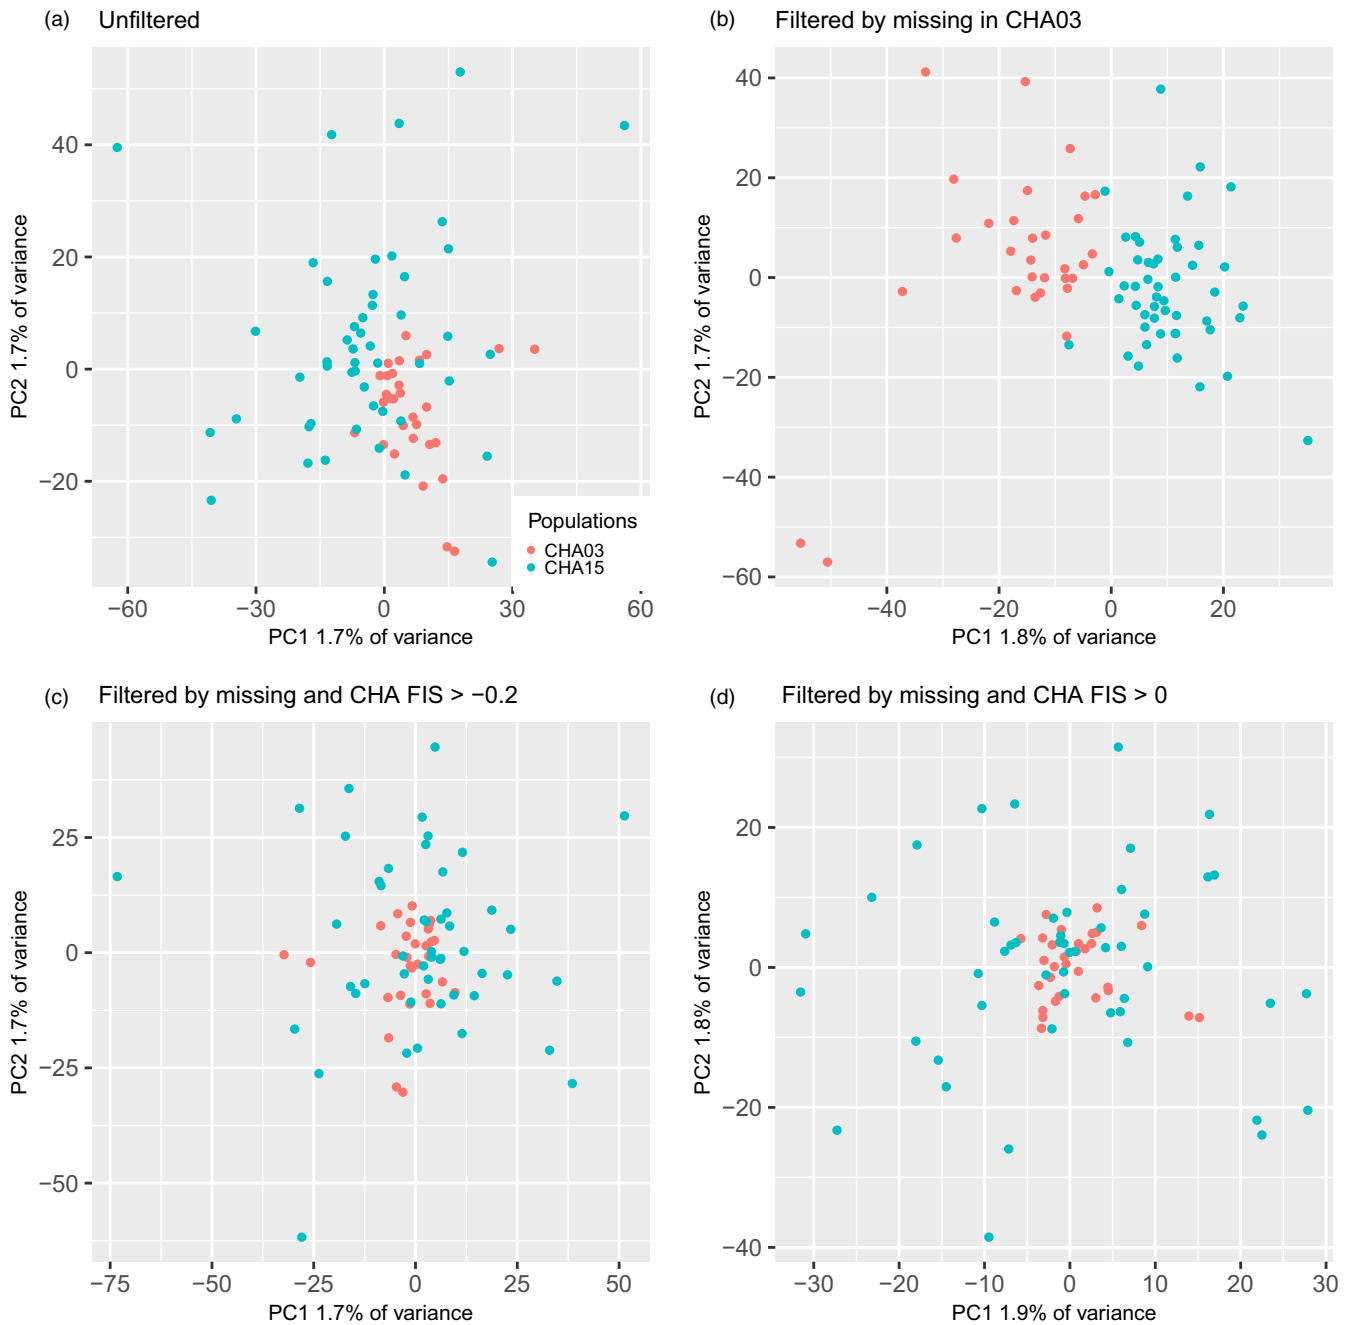 (a) Unfiltered
40
20
0
−20
PC2 1.7% of variance
Populations
CHA03
CHA15
−60 −30 0 30 60
PC1 1.7% of variance
(b) Filtered by missing in CHA03
40
20
0
−20
−40
−60
PC2 1.7% of variance
−40 −20 0 20
PC1 1.8% of variance
(c) Filtered by missing and CHA FIS > −0.2
25
0
−25
−50
PC2 1.7% of variance
−75 −50 −25 0 25 50
PC1 1.7% of variance
(d) Filtered by missing and CHA FIS > 0
20
0
−20
−40
PC2 1.8% of variance
−30 −20 −10 0 10 20 30
PC1 1.9% of variance